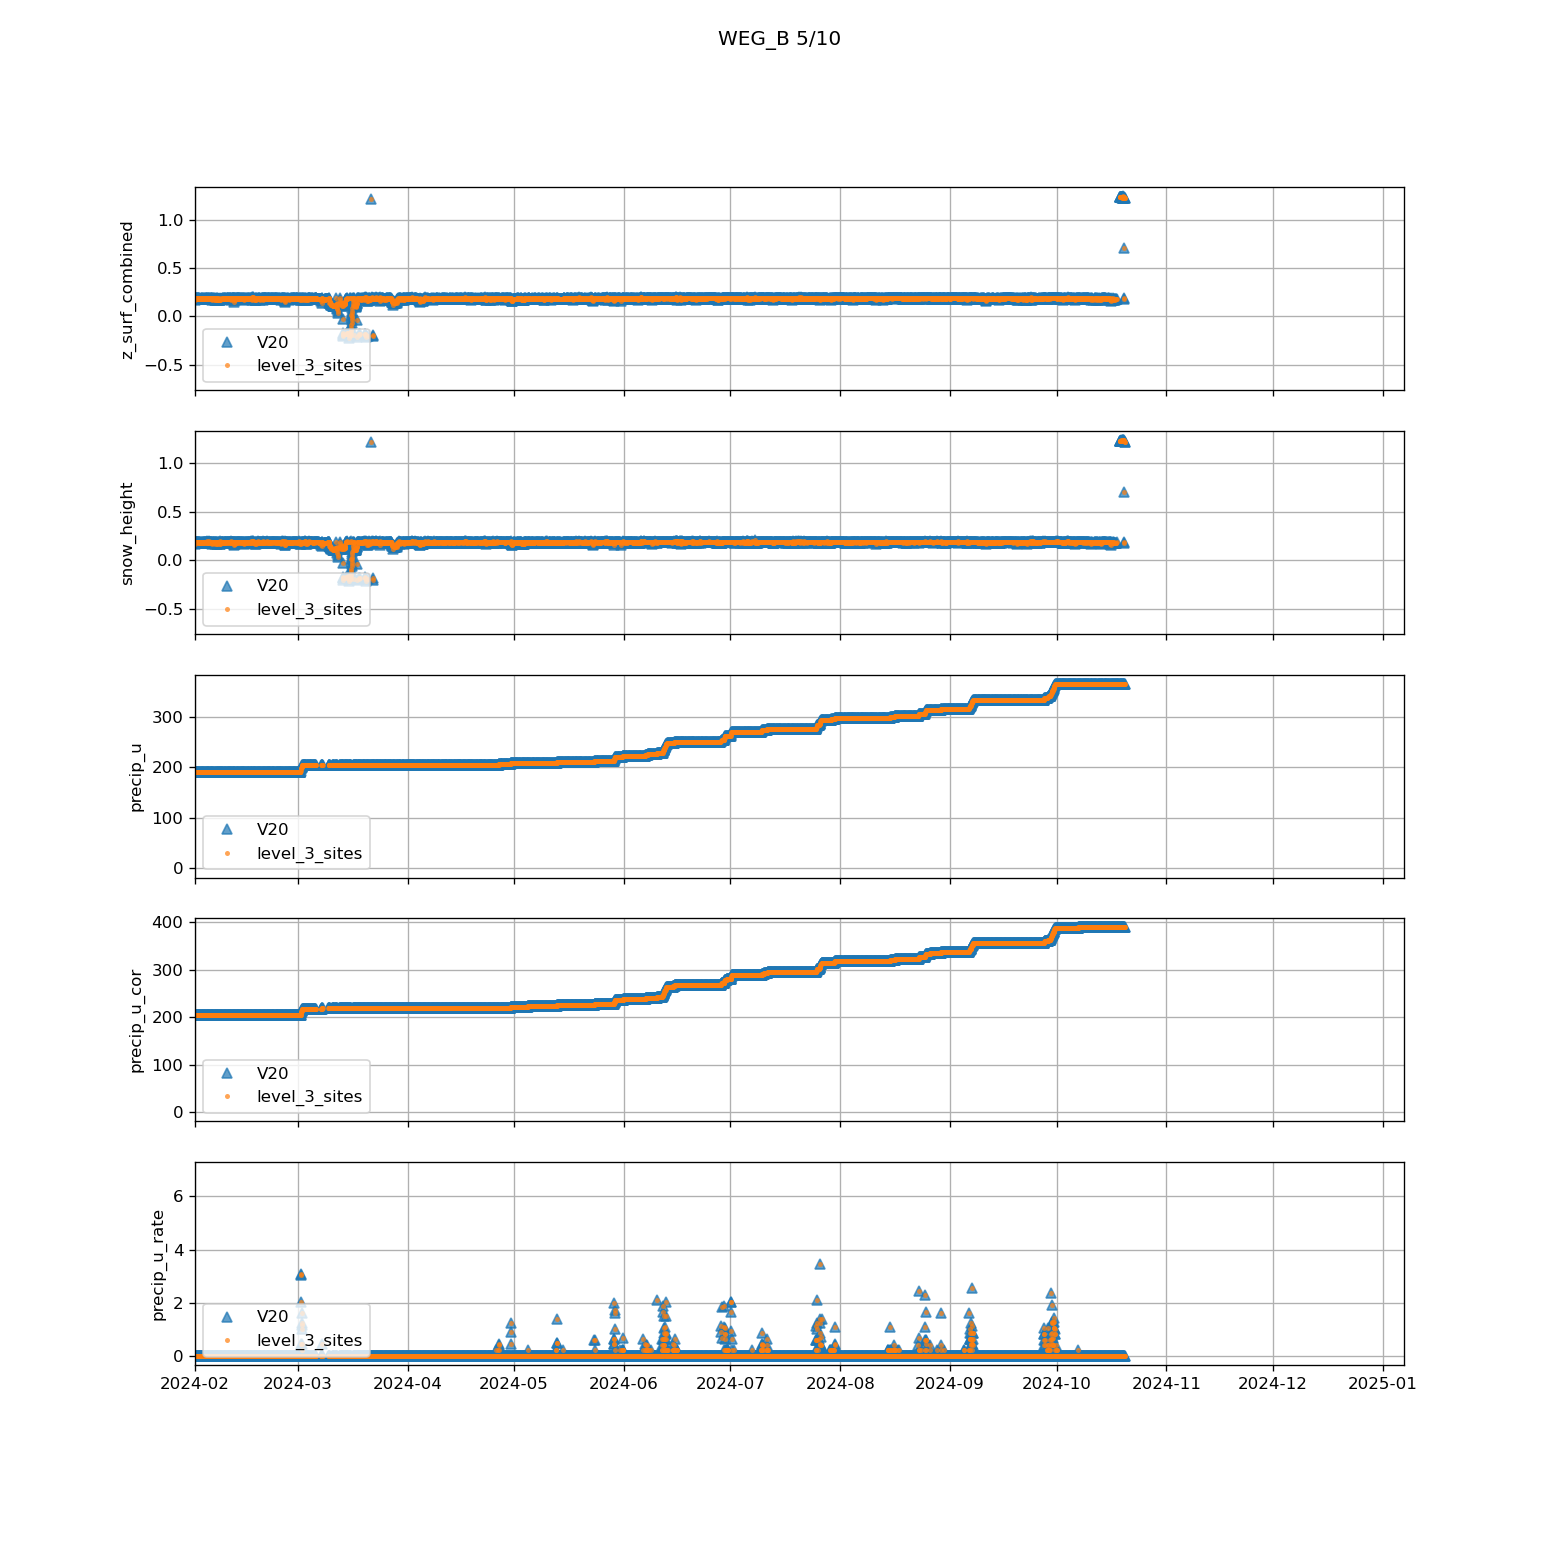 WEG_B 5/10
z_surf_combined
1.0
0.5
0.0
−0.5
V20
level_3_sites
snow_height
1.0
0.5
0.0
−0.5
V20
level_3_sites
precip_u
300
200
100
0
V20
level_3_sites
precip_u_cor
400
300
200
100
0
V20
level_3_sites
precip_u_rate
6
4
2
0
V20
level_3_sites
2024-02 2024-03 2024-04 2024-05 2024-06 2024-07 2024-08 2024-09 2024-10 2024-11 2024-12 2025-01